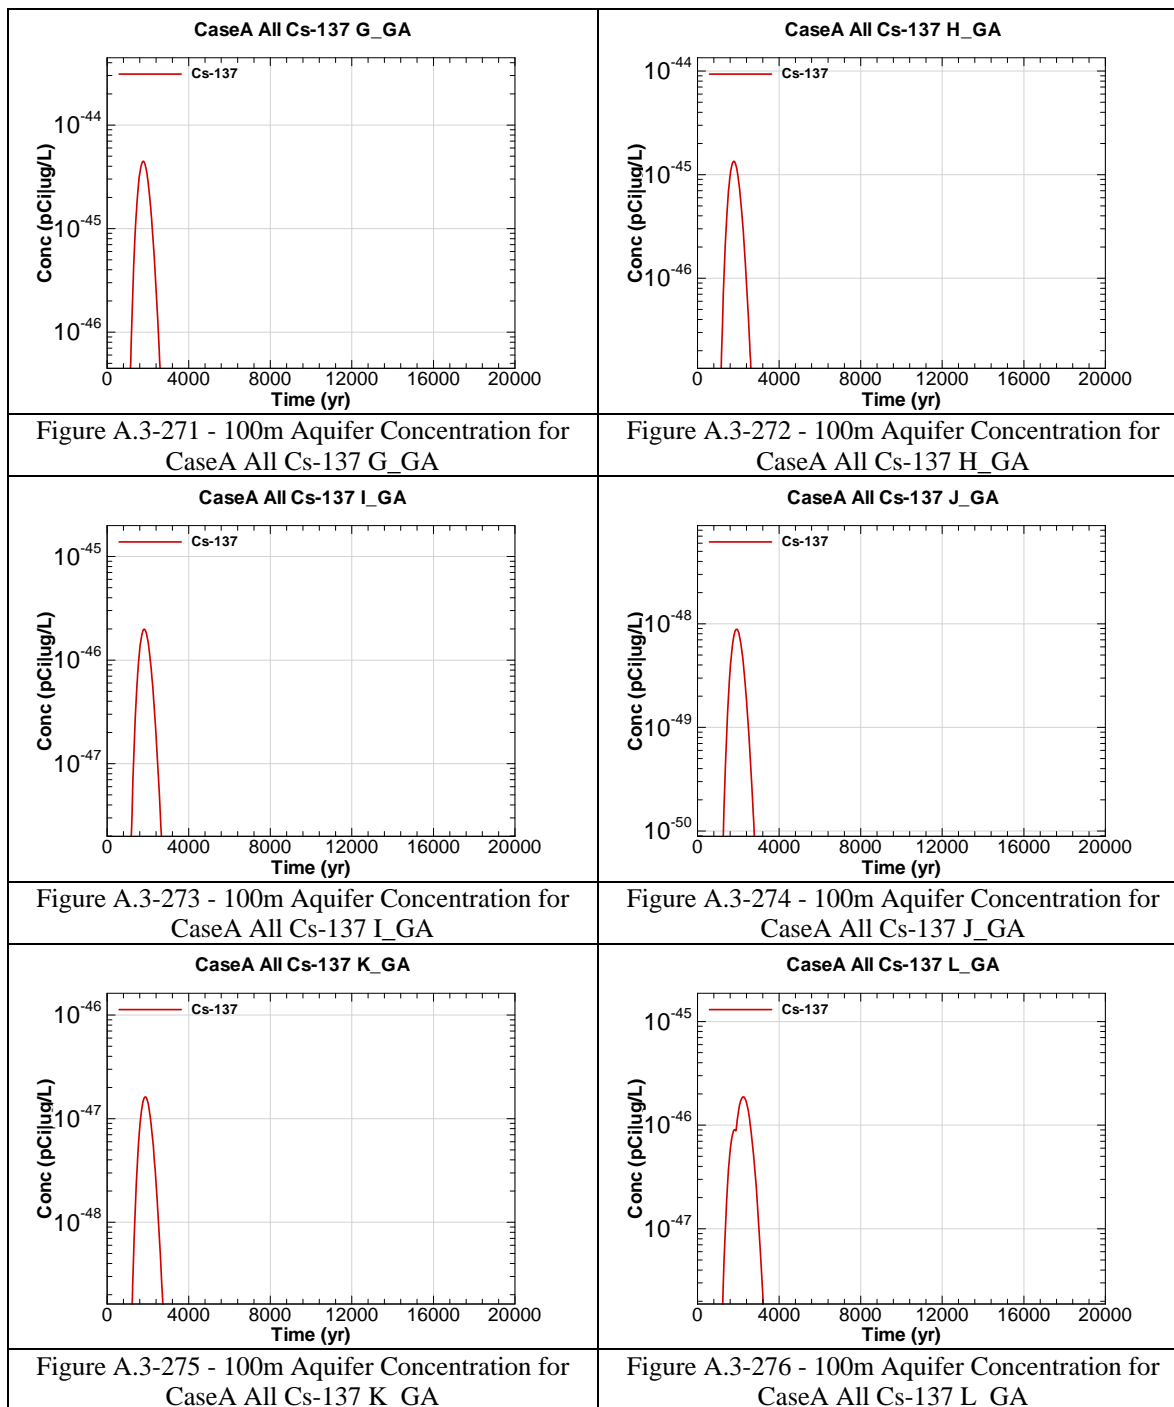 CaseA All Cs-137 G_GA
Cs-137
Conc (pCi|ug/L)
10^-44
10^-45
10^-46
0 4000 8000 12000 16000 20000
Time (yr)
Figure A.3-271 - 100m Aquifer Concentration for
CaseA All Cs-137 G_GA
CaseA All Cs-137 H_GA
Cs-137
Conc (pCi|ug/L)
10^-44
10^-45
10^-46
0 4000 8000 12000 16000 20000
Time (yr)
Figure A.3-272 - 100m Aquifer Concentration for
CaseA All Cs-137 H_GA
CaseA All Cs-137 I_GA
Cs-137
Conc (pCi|ug/L)
10^-45
10^-46
10^-47
0 4000 8000 12000 16000 20000
Time (yr)
Figure A.3-273 - 100m Aquifer Concentration for
CaseA All Cs-137 I_GA
CaseA All Cs-137 J_GA
Cs-137
Conc (pCi|ug/L)
10^-48
10^-49
10^-50
0 4000 8000 12000 16000 20000
Time (yr)
Figure A.3-274 - 100m Aquifer Concentration for
CaseA All Cs-137 J_GA
CaseA All Cs-137 K_GA
Cs-137
Conc (pCi|ug/L)
10^-46
10^-47
10^-48
0 4000 8000 12000 16000 20000
Time (yr)
Figure A.3-275 - 100m Aquifer Concentration for
CaseA All Cs-137 K_GA
CaseA All Cs-137 L_GA
Cs-137
Conc (pCi|ug/L)
10^-45
10^-46
10^-47
0 4000 8000 12000 16000 20000
Time (yr)
Figure A.3-276 - 100m Aquifer Concentration for
CaseA All Cs-137 L_GA